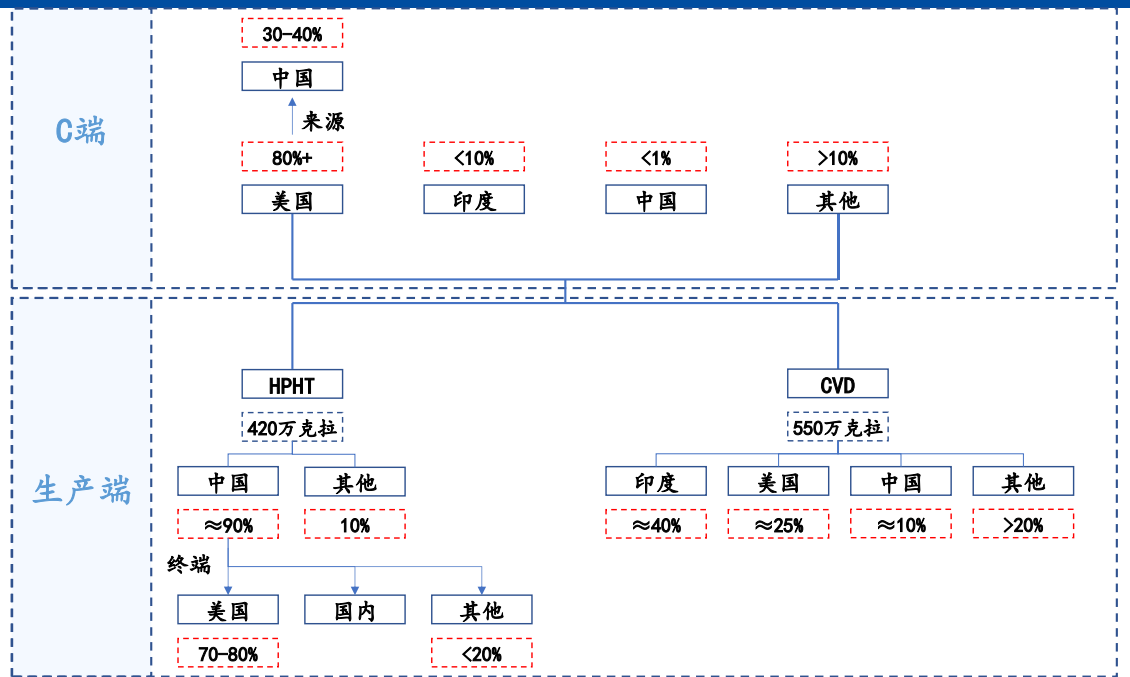 30-40%
中国
来源
C端
80%+ <10% <1% >10%
美国 印度 中国 其他
HPHT CVD
420万克拉 550万克拉
生产端
中国 其他 印度 美国 中国 其他
≈90% 10% ≈40% ≈25% ≈10% >20%
终端
美国 国内 其他
70-80% <20%